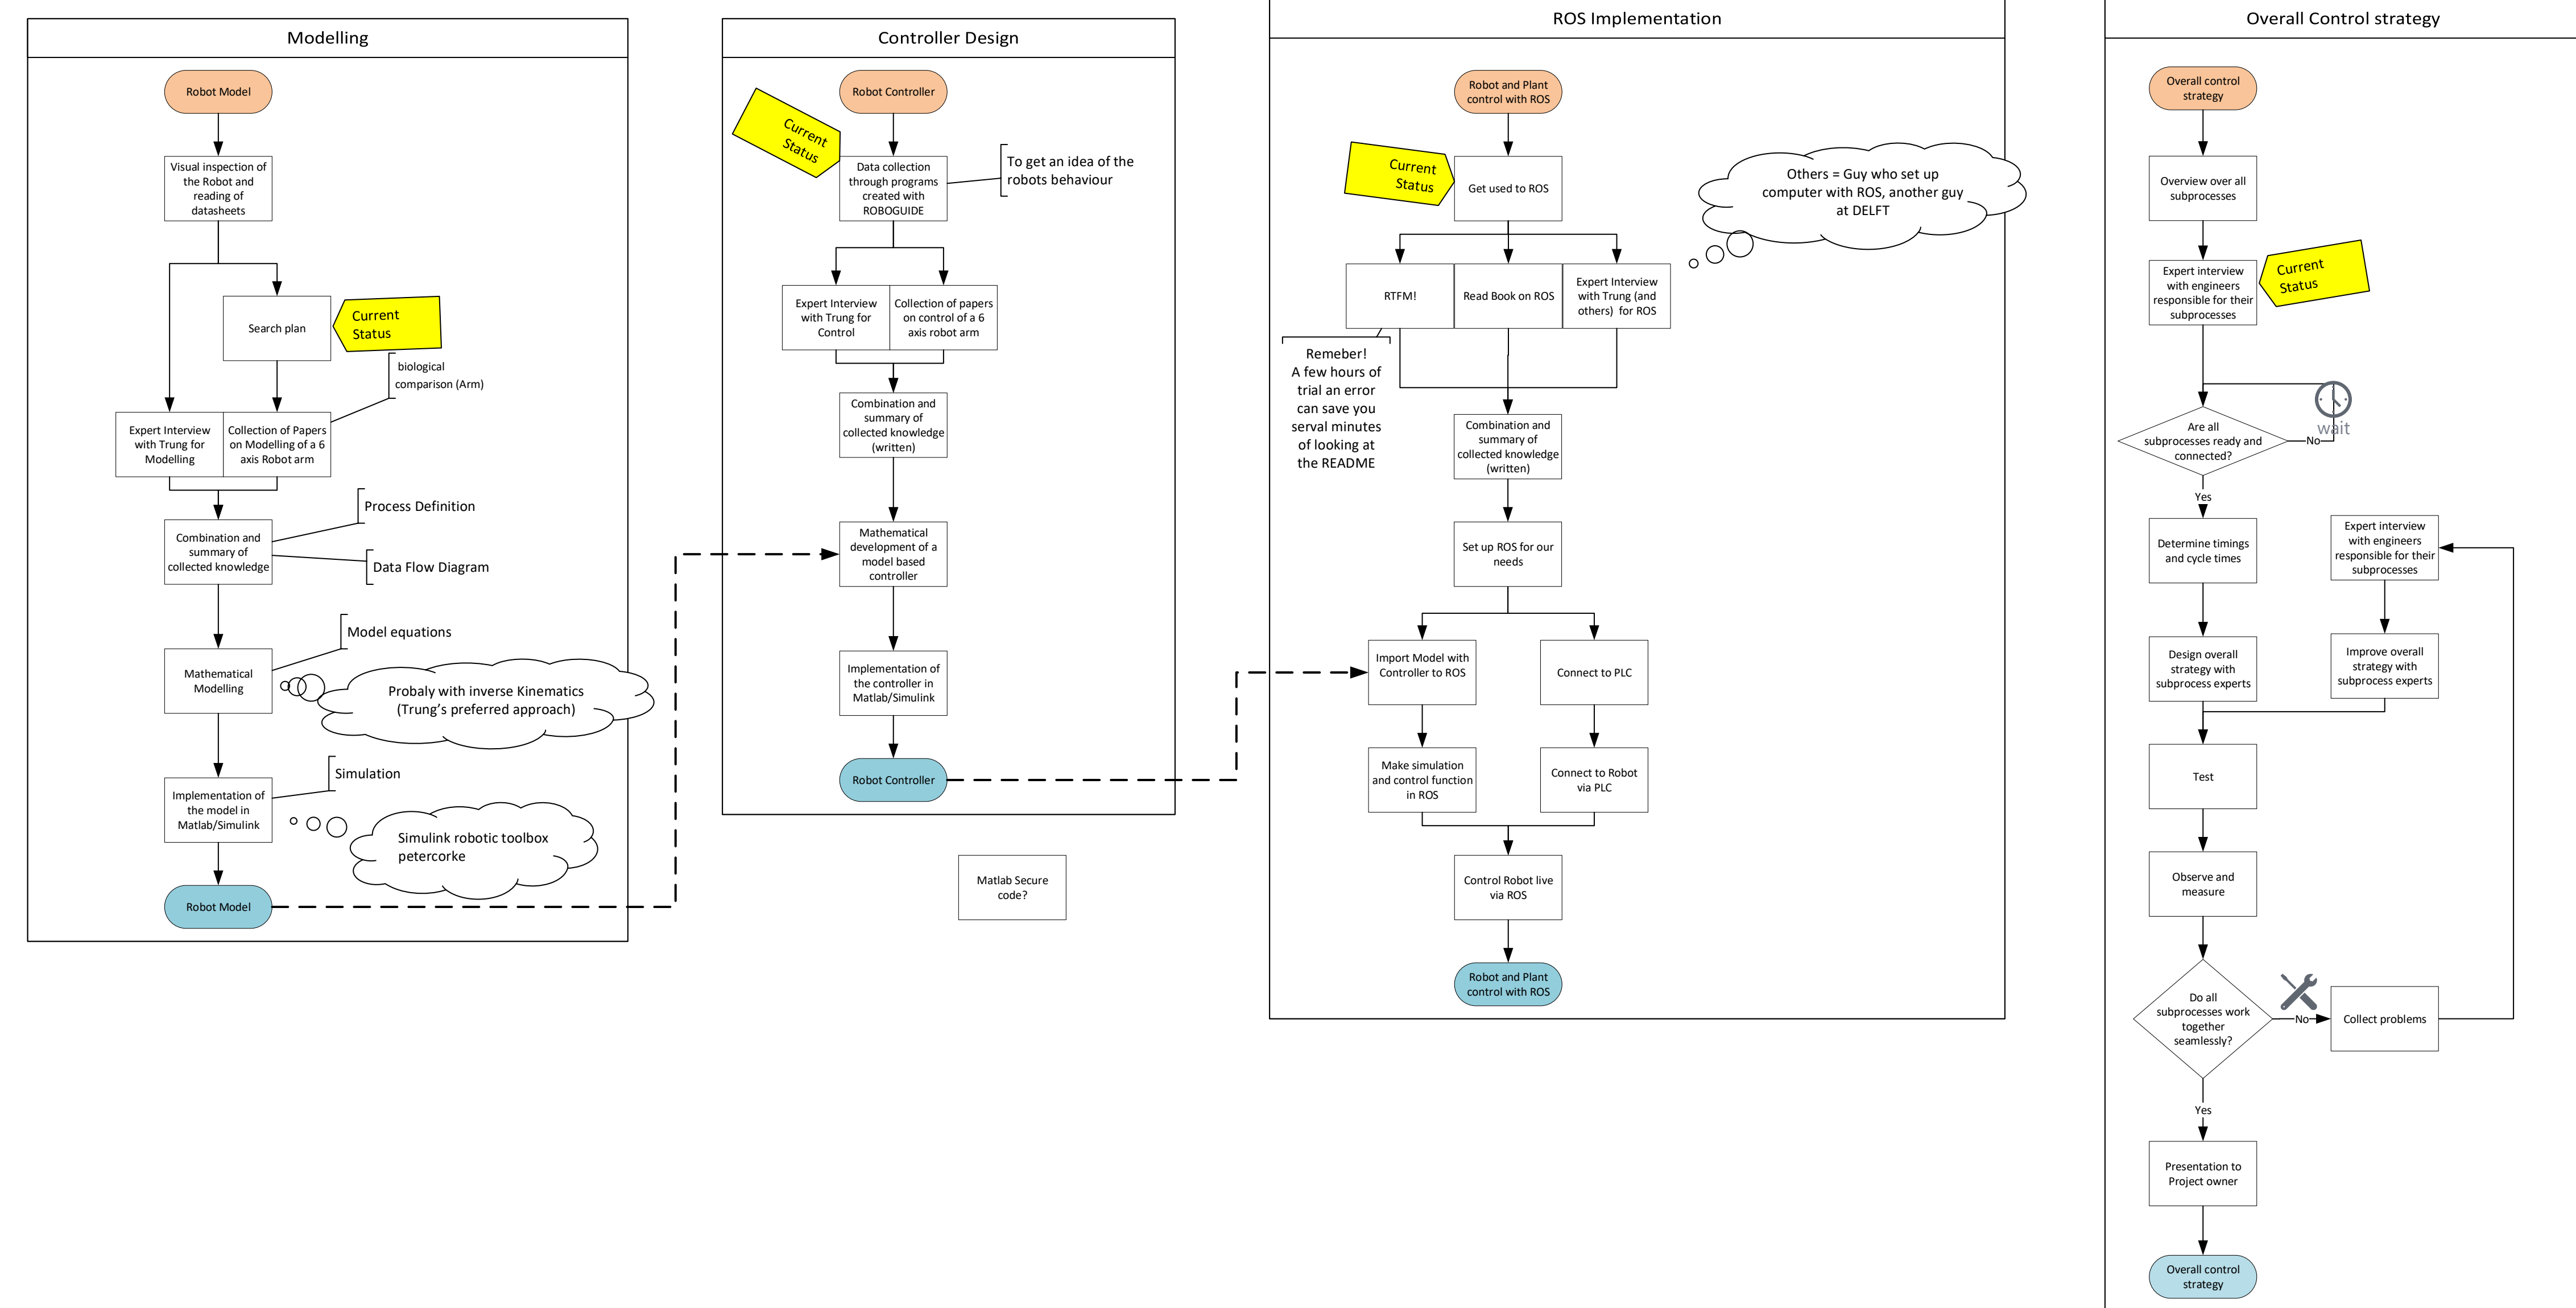 Modelling
Robot Model
Visual inspection of
the Robot and
reading of
datasheets
Search plan
Current
Status
biological
comparison (Arm)
Expert Interview
with Trung for
Modelling
Collection of Papers
on Modelling of a 6
axis Robot arm
Process Definition
Combination and
summary of
collected knowledge
Data Flow Diagram
Model equations
Mathematical
Modelling
Probaly with inverse Kinematics
(Trung's preferred approach)
Simulation
Implementation of
the model in
Matlab/Simulink
Simulink robotic toolbox
petercorke
Robot Model
Controller Design
Robot Controller
Current
Status
Data collection
through programs
created with
ROBOGUIDE
To get an idea of the
robots behaviour
Expert Interview
with Trung for
Control
Collection of papers
on control of a 6
axis robot arm
Combination and
summary of
collected knowledge
(written)
Mathematical
development of a
model based
controller
Implementation of
the controller in
Matlab/Simulink
Robot Controller
Matlab Secure
code?
ROS Implementation
Robot and Plant
control with ROS
Current
Status
Get used to ROS
Others = Guy who set up
computer with ROS, another guy
at DELFT
RTFM!
Read Book on ROS
Expert Interview
with Trung (and
others) for ROS
Remeber!
A few hours of
trial an error
can save you
serval minutes
of looking at
the README
Combination and
summary of
collected knowledge
(written)
Set up ROS for our
needs
Import Model with
Controller to ROS
Connect to PLC
Make simulation
and control function
in ROS
Connect to Robot
via PLC
Control Robot live
via ROS
Robot and Plant
control with ROS
Overall Control strategy
Overall control
strategy
Overview over all
subprocesses
Expert interview
with engineers
responsible for their
subprocesses
Current
Status
Are all
subprocesses ready and
connected?
No
wait
Yes
Determine timings
and cycle times
Expert interview
with engineers
responsible for their
subprocesses
Design overall
strategy with
subprocess experts
Improve overall
strategy with
subprocess experts
Test
Observe and
measure
Do all
subprocesses work
together
seamlessly?
No
Collect problems
Yes
Presentation to
Project owner
Overall control
strategy